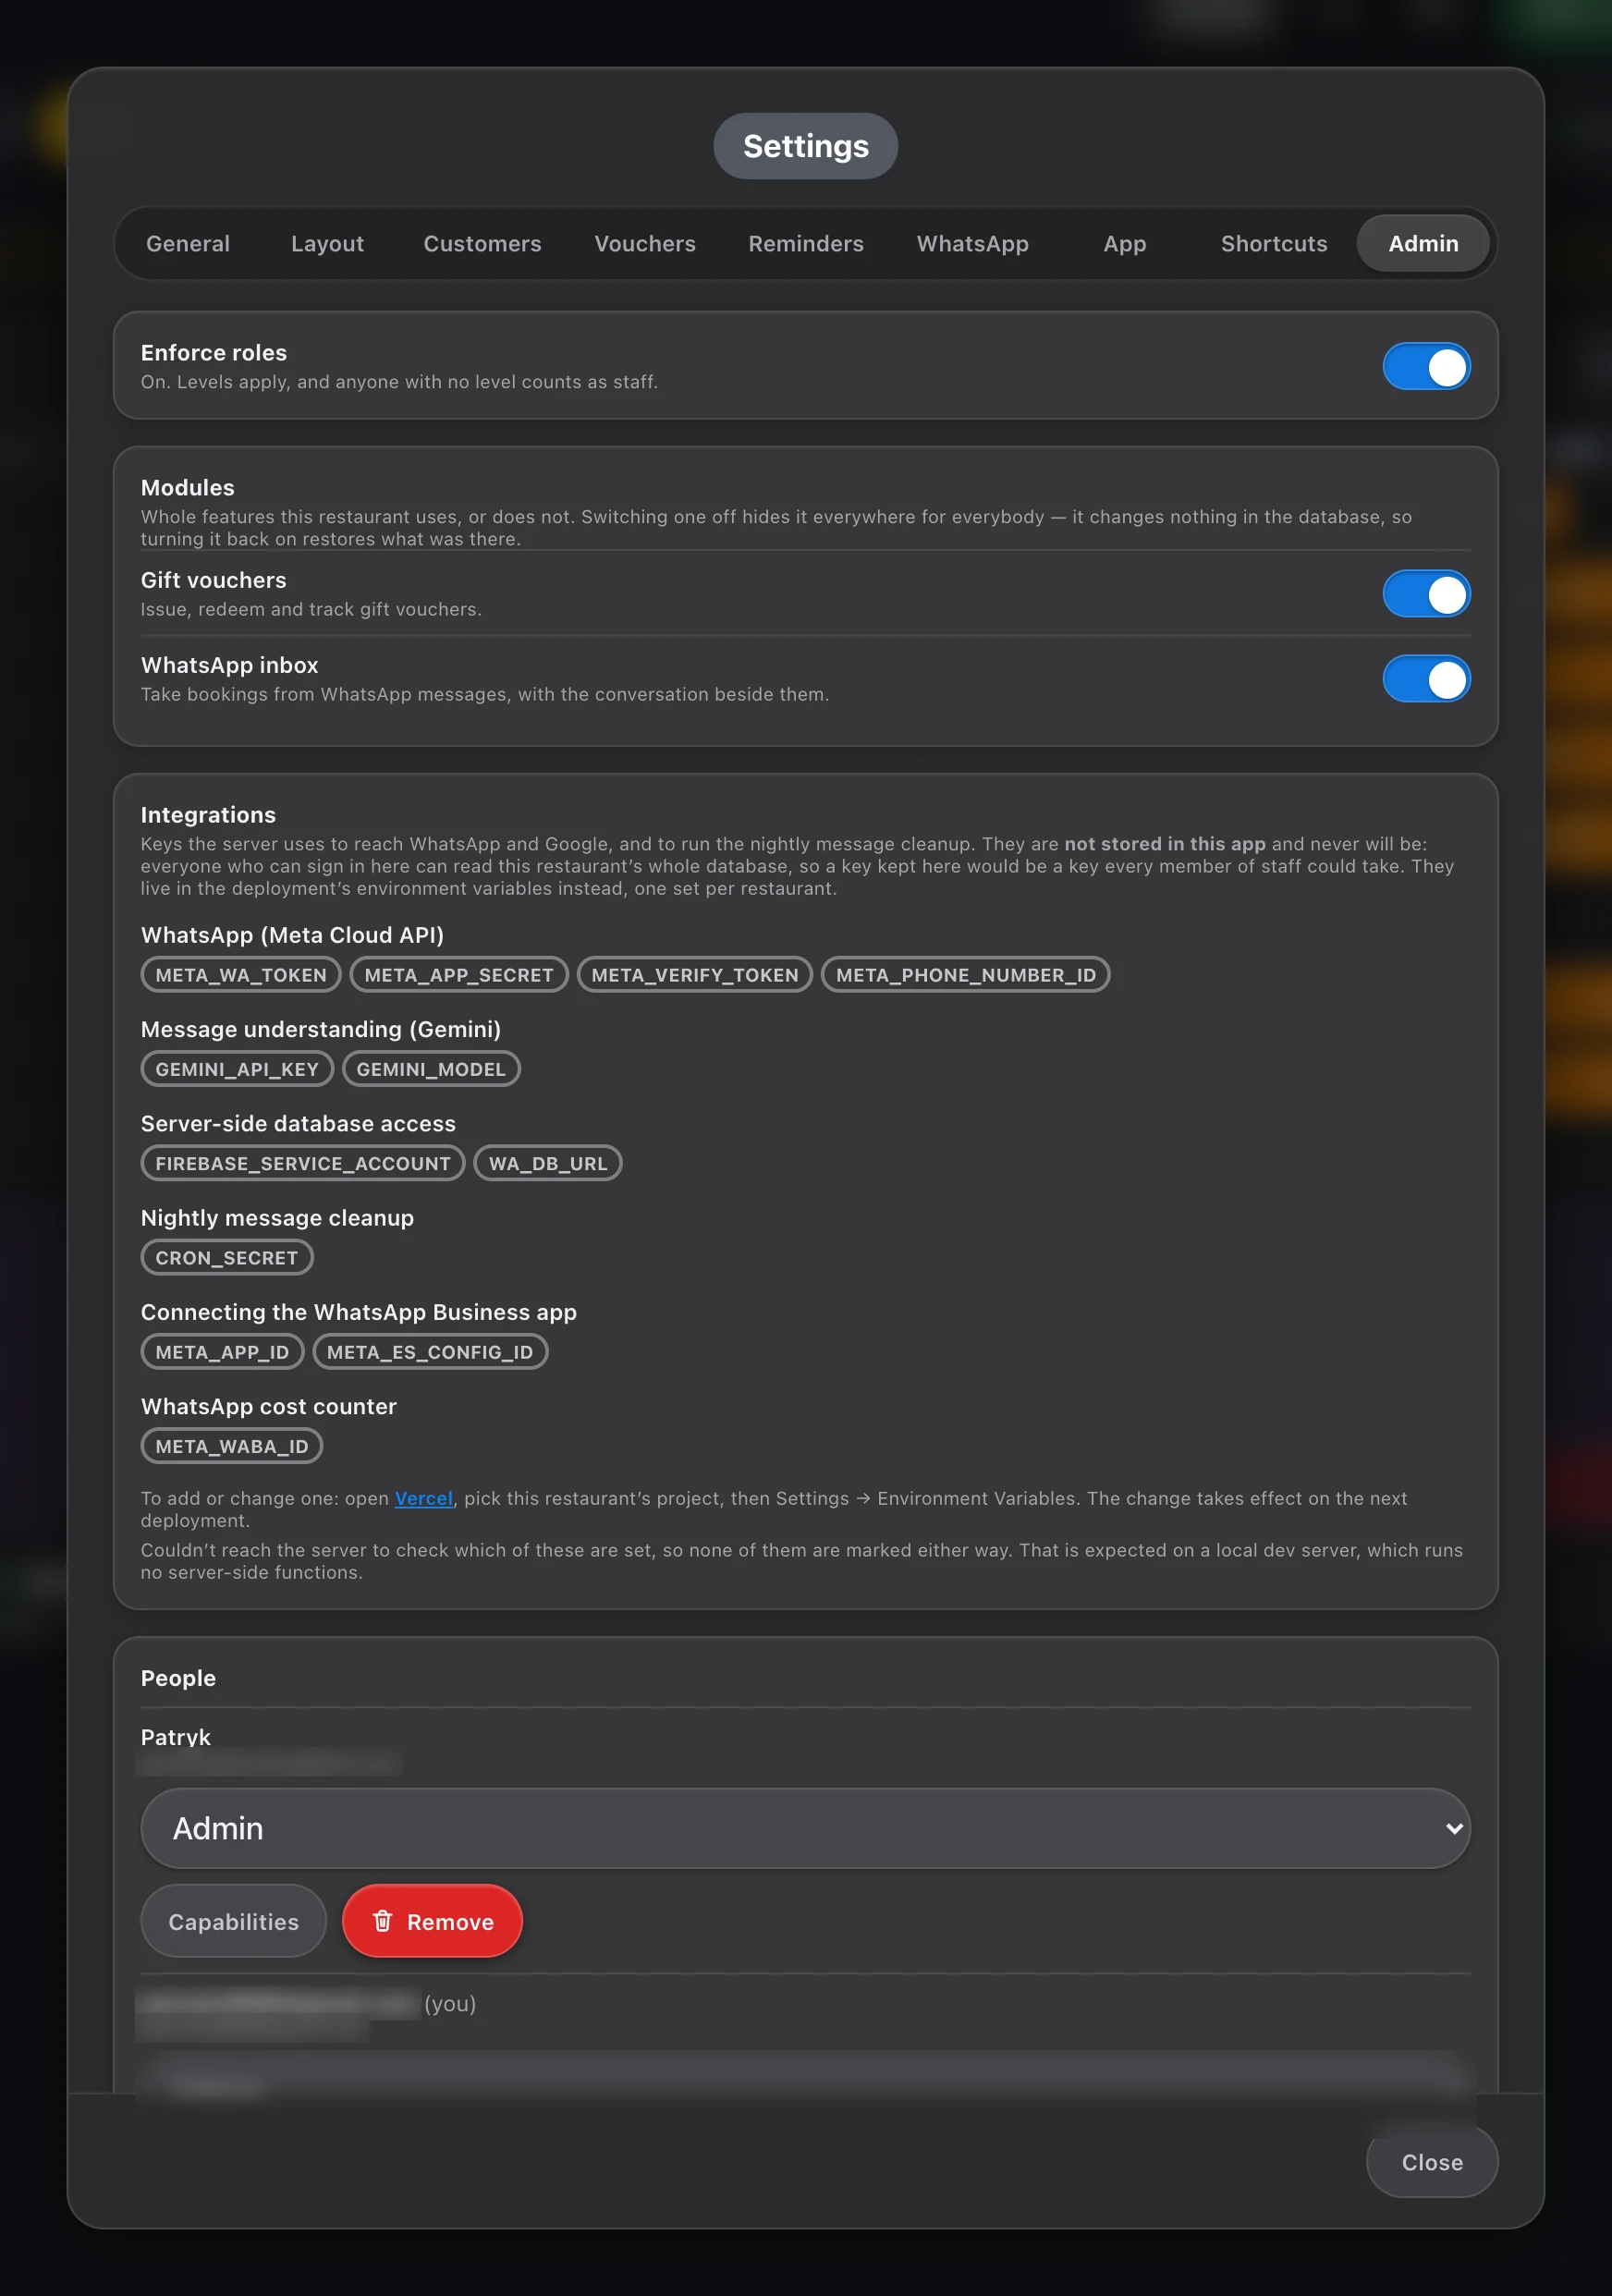 Settings
General
Layout
Customers
Vouchers
Reminders
WhatsApp
App
Shortcuts
Admin
Enforce roles
On. Levels apply, and anyone with no level counts as staff.
Modules
Whole features this restaurant uses, or does not. Switching one off hides it everywhere for everybody — it changes nothing in the database, so
turning it back on restores what was there.
Gift vouchers
Issue, redeem and track gift vouchers.
WhatsApp inbox
Take bookings from WhatsApp messages, with the conversation beside them.
Integrations
Keys the server uses to reach WhatsApp and Google, and to run the nightly message cleanup. They are not stored in this app and never will be:
everyone who can sign in here can read this restaurant’s whole database, so a key kept here would be a key every member of staff could take. They
live in the deployment’s environment variables instead, one set per restaurant.
WhatsApp (Meta Cloud API)
META_WA_TOKEN META_APP_SECRET META_VERIFY_TOKEN META_PHONE_NUMBER_ID
Message understanding (Gemini)
GEMINI_API_KEY GEMINI_MODEL
Server-side database access
FIREBASE_SERVICE_ACCOUNT WA_DB_URL
Nightly message cleanup
CRON_SECRET
Connecting the WhatsApp Business app
META_APP_ID META_ES_CONFIG_ID
WhatsApp cost counter
META_WABA_ID
To add or change one: open Vercel, pick this restaurant’s project, then Settings → Environment Variables. The change takes effect on the next
deployment.
Couldn’t reach the server to check which of these are set, so none of them are marked either way. That is expected on a local dev server, which runs
no server-side functions.
People
Patryk
Admin
Capabilities
Remove
(you)
Close